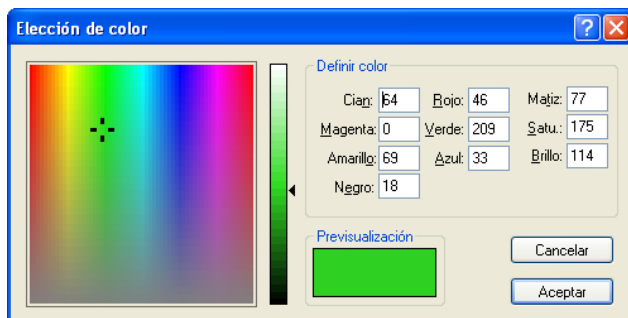 Elección de color
Definir color
Cian: 64 Rojo: 46 Matiz: 77
Magenta: 0 Verde: 209 Satu.: 175
Amarillo: 69 Azul: 33 Brillo: 114
Negro: 18
Previsualización
Cancelar
Aceptar